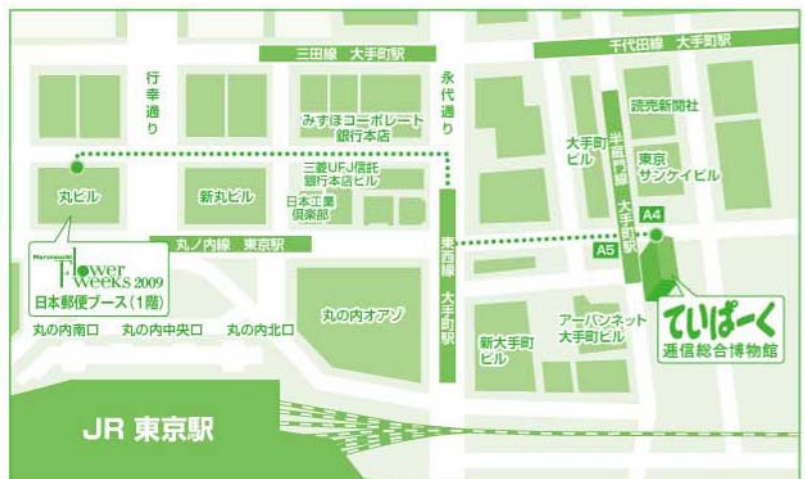 三田線 大手町駅
千代田線 大手町駅
行幸通り
永代通り
みずほコーポレート
銀行本店
読売新聞社
大手町
ビル
半蔵門線 大手町駅
東京
サンケイビル
丸ビル
新丸ビル
三菱UFJ信託
銀行本店ビル
日本工業
倶楽部
A4
A5
丸ノ内線 東京駅
東西線 大手町駅
Marunouchi
Flower
weeks 2009
日本郵便ブース(1階)
丸の内南口
丸の内中央口
丸の内北口
丸の内オアゾ
新大手町
ビル
アーバンネット
大手町ビル
ていぱーく
逓信総合博物館
JR 東京駅